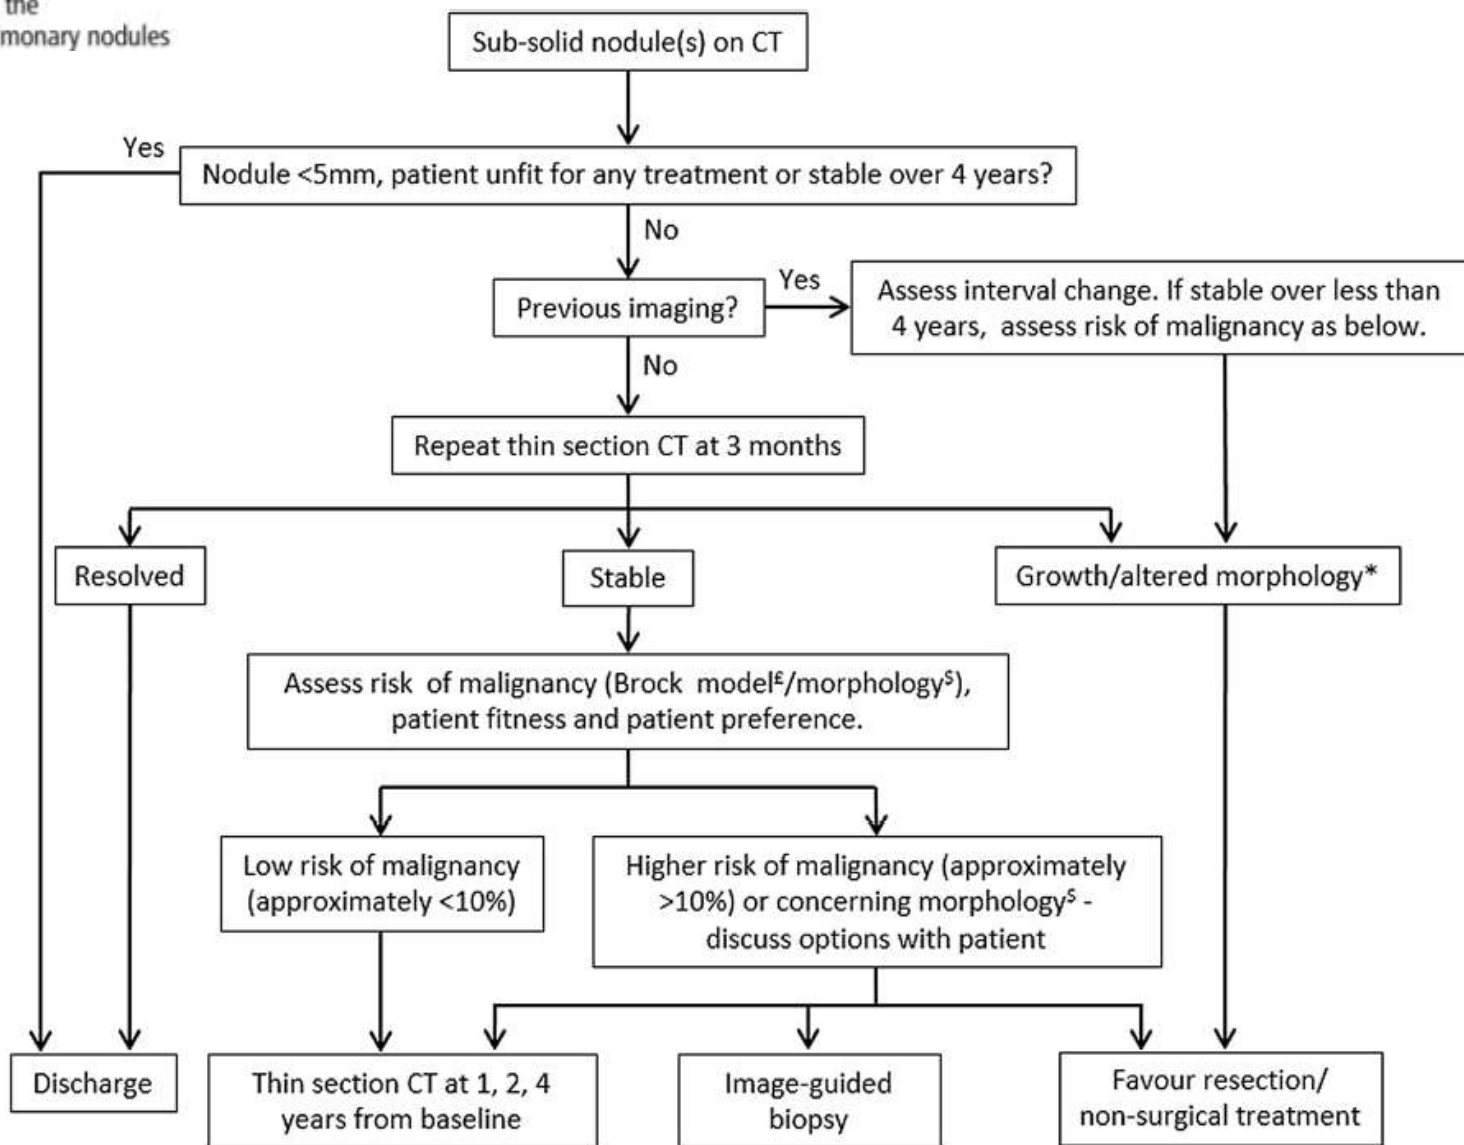 the
monary nodules
Sub-solid nodule(s) on CT
Yes
Nodule <5mm, patient unfit for any treatment or stable over 4 years?
No
Previous imaging?
Yes
Assess interval change. If stable over less than
4 years, assess risk of malignancy as below.
No
Repeat thin section CT at 3 months
Resolved
Stable
Growth/altered morphology*
Assess risk of malignancy (Brock model£/morphology$),
patient fitness and patient preference.
Low risk of malignancy
(approximately <10%)
Higher risk of malignancy (approximately
>10%) or concerning morphology$ -
discuss options with patient
Discharge
Thin section CT at 1, 2, 4
years from baseline
Image-guided
biopsy
Favour resection/
non-surgical treatment